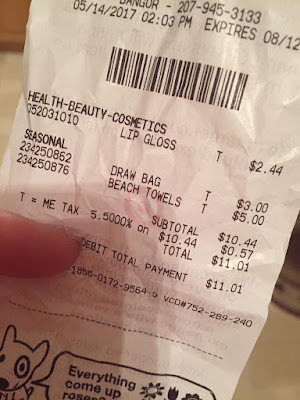 BANGOR - 207-945-3133
05/14/2017 02:03 PM EXPIRES 08/12
HEALTH-BEAUTY-COSMETICS
052031010 LIP GLOSS T $2.44
SEASONAL
234250862 DRAW BAG T $3.00
234250876 BEACH TOWELS T $5.00
SUBTOTAL $10.44
T = ME TAX 5.5000% on $10.44 $0.57
TOTAL $11.01
DEBIT TOTAL PAYMENT $11.01
-1855-0172-9564-9 VCD#752-289-240
Everything
come up
roses?